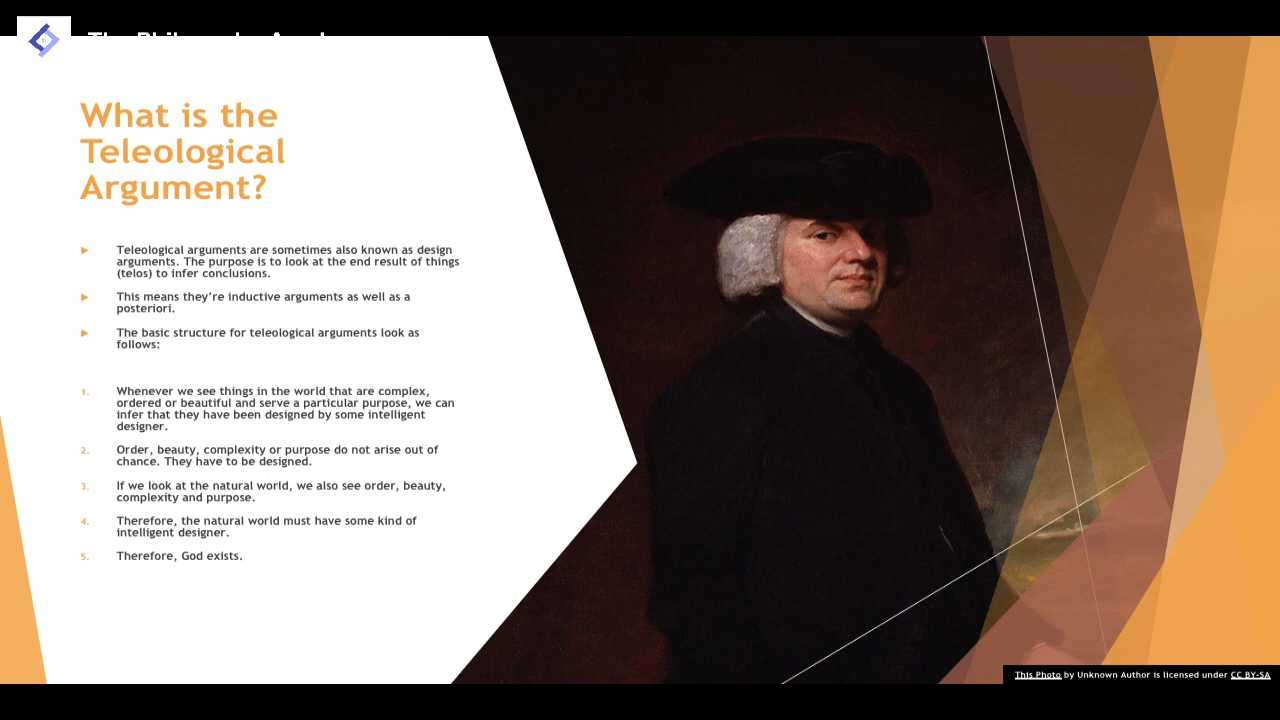 What is the
Teleological
Argument?
► Teleological arguments are sometimes also known as design
arguments. The purpose is to look at the end result of things
(telos) to infer conclusions.
► This means they're inductive arguments as well as a
posteriori.
► The basic structure for teleological arguments look as
follows:
1. Whenever we see things in the world that are complex,
ordered or beautiful and serve a particular purpose, we can
infer that they have been designed by some intelligent
designer.
2. Order, beauty, complexity or purpose do not arise out of
chance. They have to be designed.
3. If we look at the natural world, we also see order, beauty,
complexity and purpose.
4. Therefore, the natural world must have some kind of
intelligent designer.
5. Therefore, God exists.
This Photo by Unknown Author is licensed under CC BY-SA